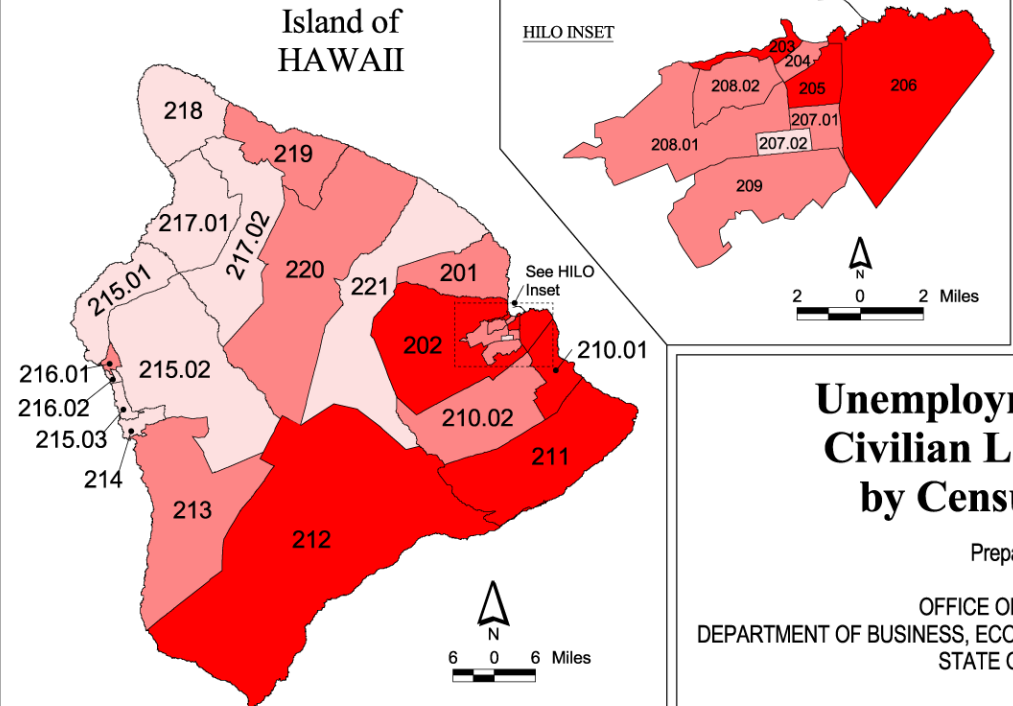 Island of
HAWAII
218
219
217.01
217.02
220
215.01
221
201
See HILO
Inset
202
210.01
216.01
215.02
216.02
215.03
214
210.02
211
213
212
N
6 0 6 Miles
HILO INSET
203
204
208.02
205
206
207.01
208.01
207.02
209
N
2 0 2 Miles
Civilian L
by Cens
Prepa
OFFICE O
DEPARTMENT OF BUSINESS, ECO
STATE